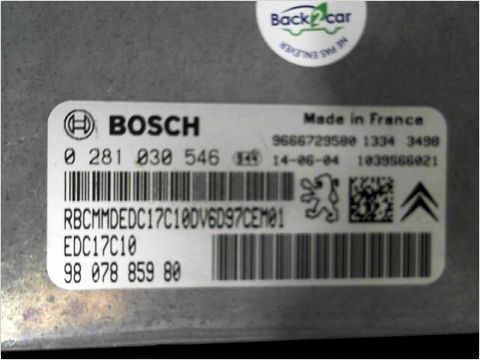 Back2car
NE PAS ENLEVER
BOSCH
Made in France
9666729580 1334 3498
0 281 030 546
14-06-04 1039S66021
RBCMMDEDC17C10DV6D97CEM01
EDC17C10
98 078 859 80